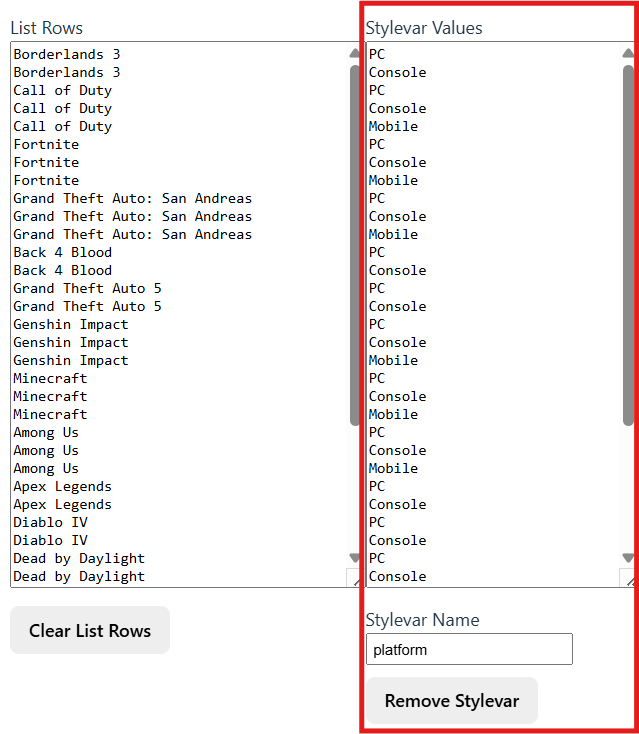 List Rows
Borderlands 3
Borderlands 3
Call of Duty
Call of Duty
Call of Duty
Fortnite
Fortnite
Fortnite
Grand Theft Auto: San Andreas
Grand Theft Auto: San Andreas
Grand Theft Auto: San Andreas
Back 4 Blood
Back 4 Blood
Grand Theft Auto 5
Grand Theft Auto 5
Genshin Impact
Genshin Impact
Genshin Impact
Minecraft
Minecraft
Minecraft
Among Us
Among Us
Among Us
Apex Legends
Apex Legends
Diablo IV
Diablo IV
Dead by Daylight
Dead by Daylight
Clear List Rows
Stylevar Values
PC
Console
PC
Console
Mobile
PC
Console
Mobile
PC
Console
Mobile
PC
Console
PC
Console
PC
Console
Mobile
PC
Console
Mobile
PC
Console
Mobile
PC
Console
PC
Console
PC
Console
Stylevar Name
platform
Remove Stylevar